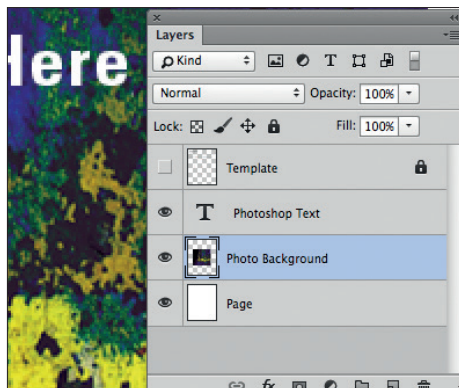 Here
Layers
Kind
Normal Opacity: 100%
Lock: Fill: 100%
Template
T Photoshop Text
Photo Background
Page
fx